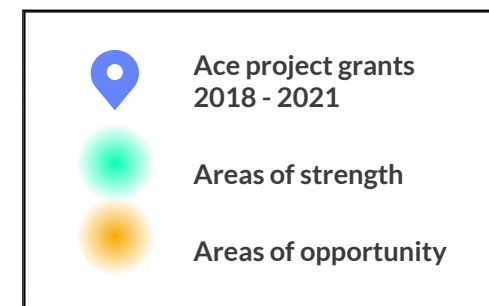 Ace project grants
2018 - 2021
Areas of strength
Areas of opportunity